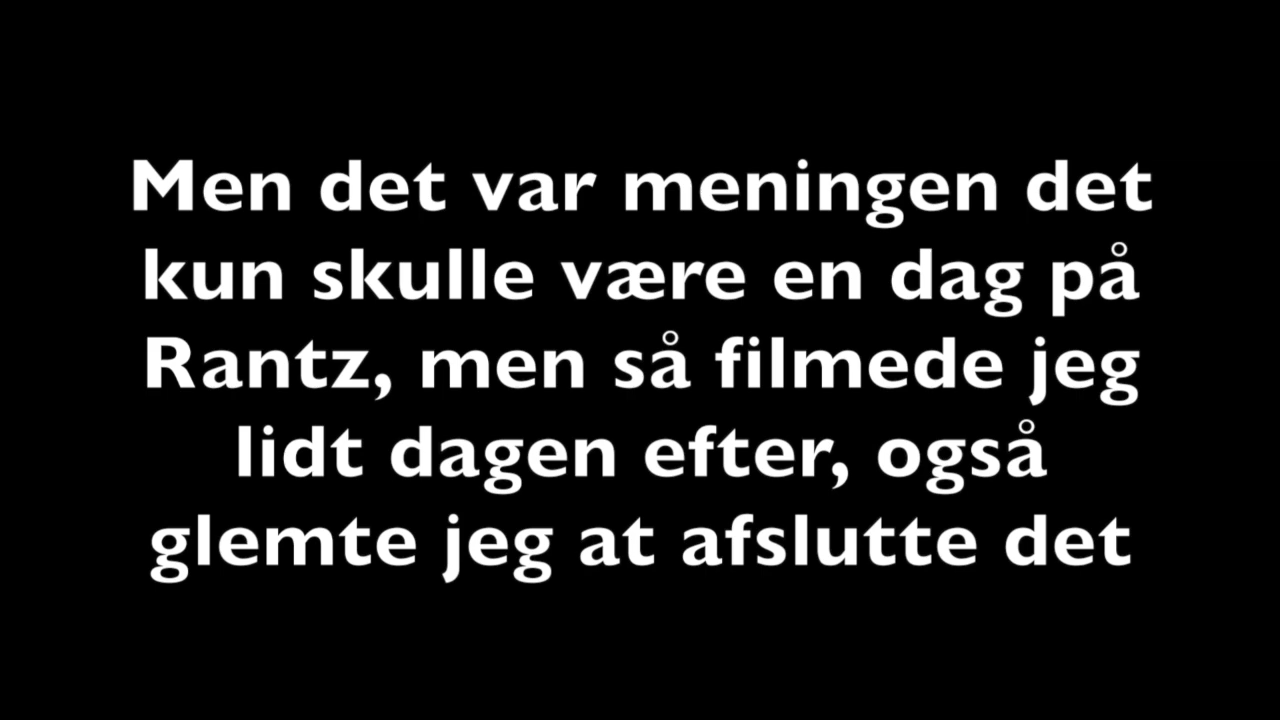 Men det var meningen det
kun skulle være en dag på
Rantz, men så filmede jeg
lidt dagen efter, også
glemte jeg at afslutte det